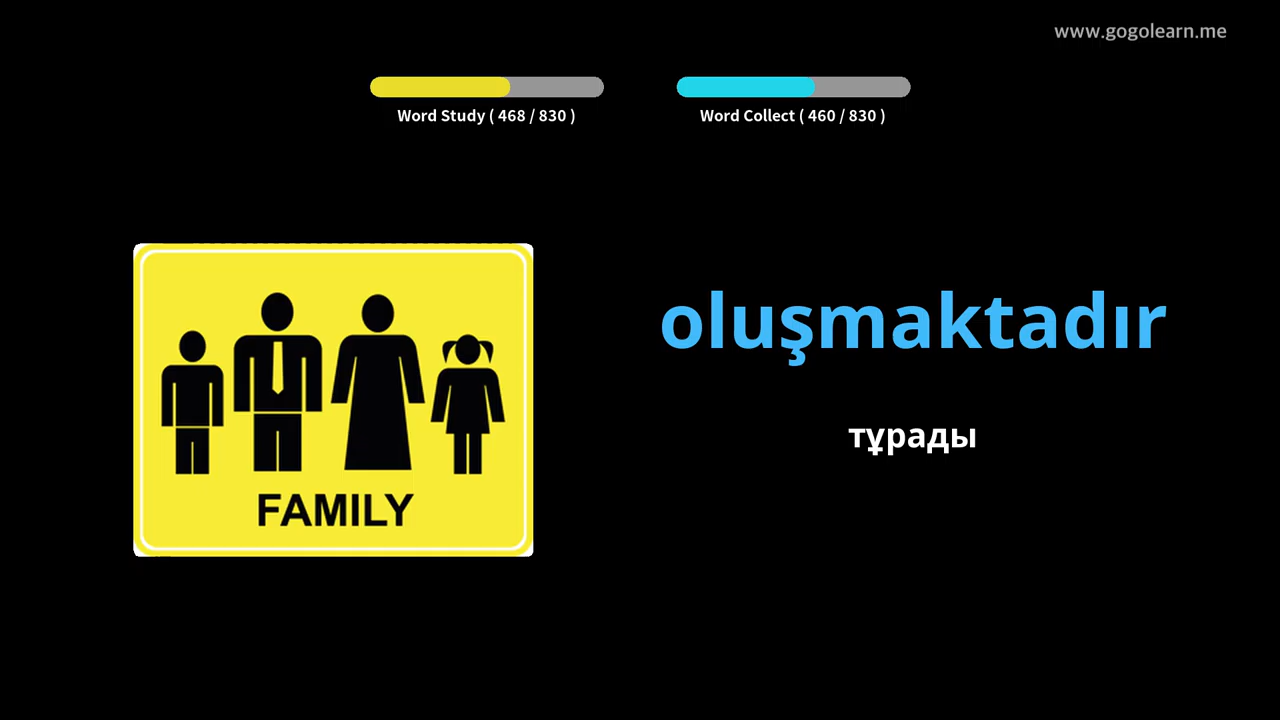 www.gogolearn.me
Word Study ( 468 / 830 )
Word Collect ( 460 / 830 )
oluşmaktadır
тұрады
FAMILY